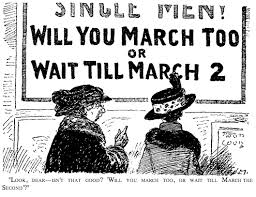 SINGLE MEN!
WILL YOU MARCH TOO
OR
WAIT TILL MARCH 2
"LOOK, DEAR—ISN'T THAT GOOD? 'WILL YOU MARCH TOO, OR WAIT TILL MARCH THE
SECOND'?"